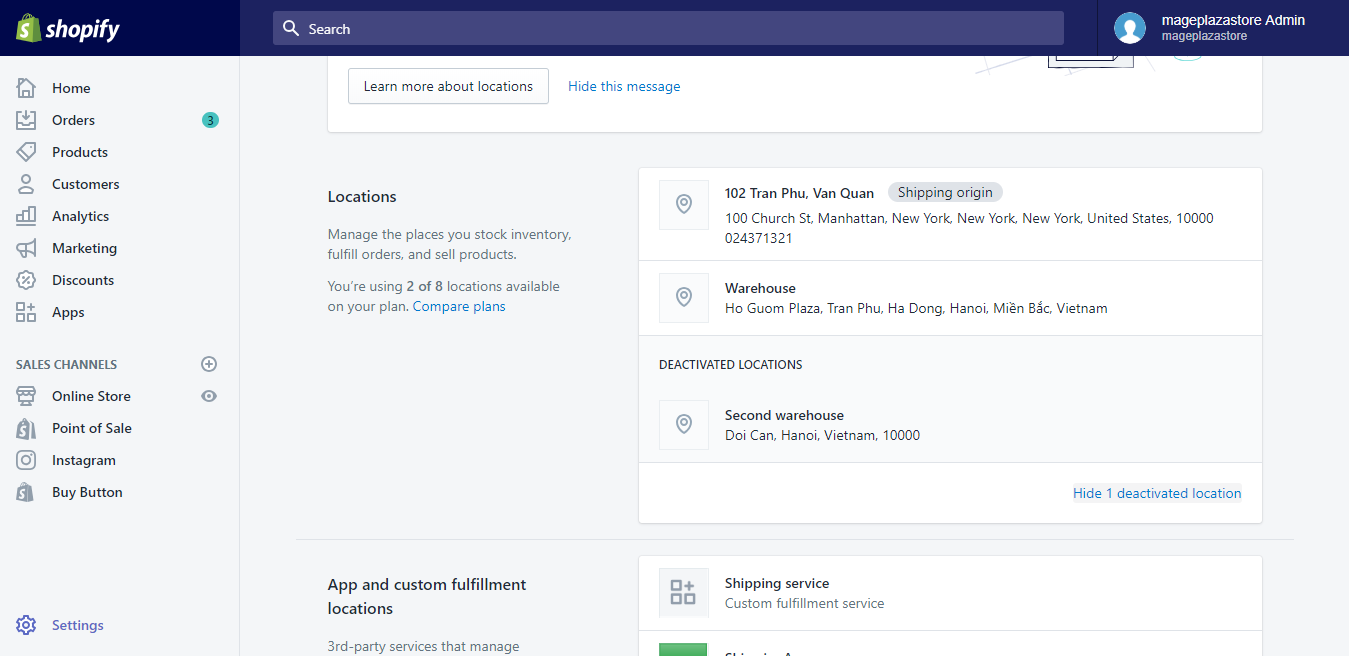 shopify
Search
mageplazastore Admin
mageplazastore
Home
Orders
3
Products
Customers
Analytics
Marketing
Discounts
Apps
SALES CHANNELS
Online Store
Point of Sale
Instagram
Buy Button
Settings
Learn more about locations
Hide this message
Locations
Manage the places you stock inventory,
fulfill orders, and sell products.
You're using 2 of 8 locations available
on your plan. Compare plans
102 Tran Phu, Van Quan
Shipping origin
100 Church St, Manhattan, New York, New York, New York, United States, 10000
024371321
Warehouse
Ho Guom Plaza, Tran Phu, Ha Dong, Hanoi, Miền Bắc, Vietnam
DEACTIVATED LOCATIONS
Second warehouse
Doi Can, Hanoi, Vietnam, 10000
Hide 1 deactivated location
App and custom fulfillment
locations
3rd-party services that manage
Shipping service
Custom fulfillment service